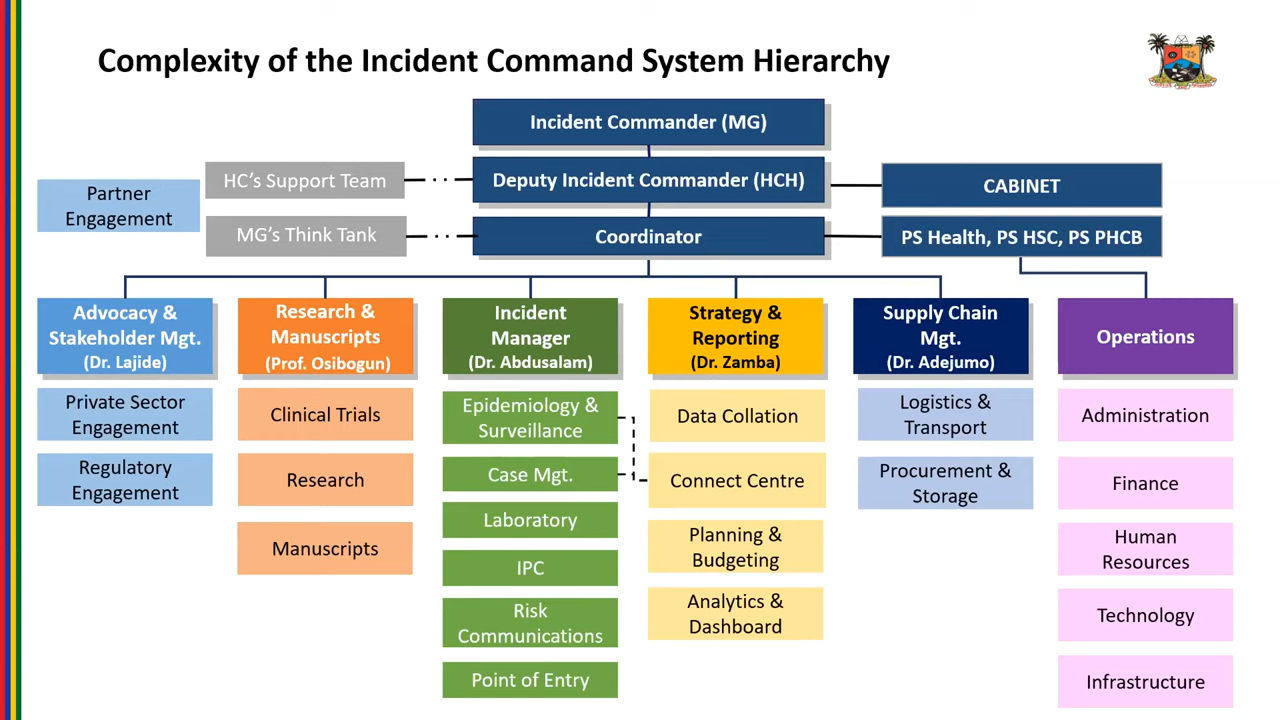 Complexity of the Incident Command System Hierarchy
Incident Commander (MG)
HC's Support Team
Deputy Incident Commander (HCH)
CABINET
Partner
Engagement
MG's Think Tank
Coordinator
PS Health, PS HSC, PS PHCB
Advocacy &
Stakeholder Mgt.
(Dr. Lajide)
Private Sector
Engagement
Regulatory
Engagement
Research &
Manuscripts
(Prof. Osibogun)
Clinical Trials
Research
Manuscripts
Incident
Manager
(Dr. Abdusalam)
Epidemiology &
Surveillance
Case Mgt.
Laboratory
IPC
Risk
Communications
Point of Entry
Strategy &
Reporting
(Dr. Zamba)
Data Collation
Connect Centre
Planning &
Budgeting
Analytics &
Dashboard
Supply Chain
Mgt.
(Dr. Adejumo)
Logistics &
Transport
Procurement &
Storage
Operations
Administration
Finance
Human
Resources
Technology
Infrastructure